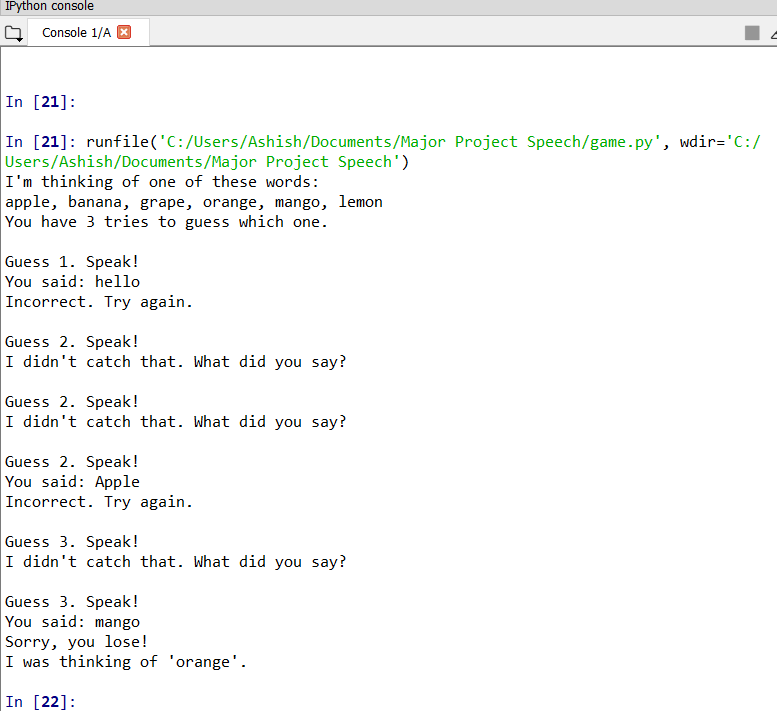 IPython console
Console 1/A
In [21]:
In [21]: runfile('C:/Users/Ashish/Documents/Major Project Speech/game.py', wdir='C:/
Users/Ashish/Documents/Major Project Speech')
I'm thinking of one of these words:
apple, banana, grape, orange, mango, lemon
You have 3 tries to guess which one.
Guess 1. Speak!
You said: hello
Incorrect. Try again.
Guess 2. Speak!
I didn't catch that. What did you say?
Guess 2. Speak!
I didn't catch that. What did you say?
Guess 2. Speak!
You said: Apple
Incorrect. Try again.
Guess 3. Speak!
I didn't catch that. What did you say?
Guess 3. Speak!
You said: mango
Sorry, you lose!
I was thinking of 'orange'.
In [22]: